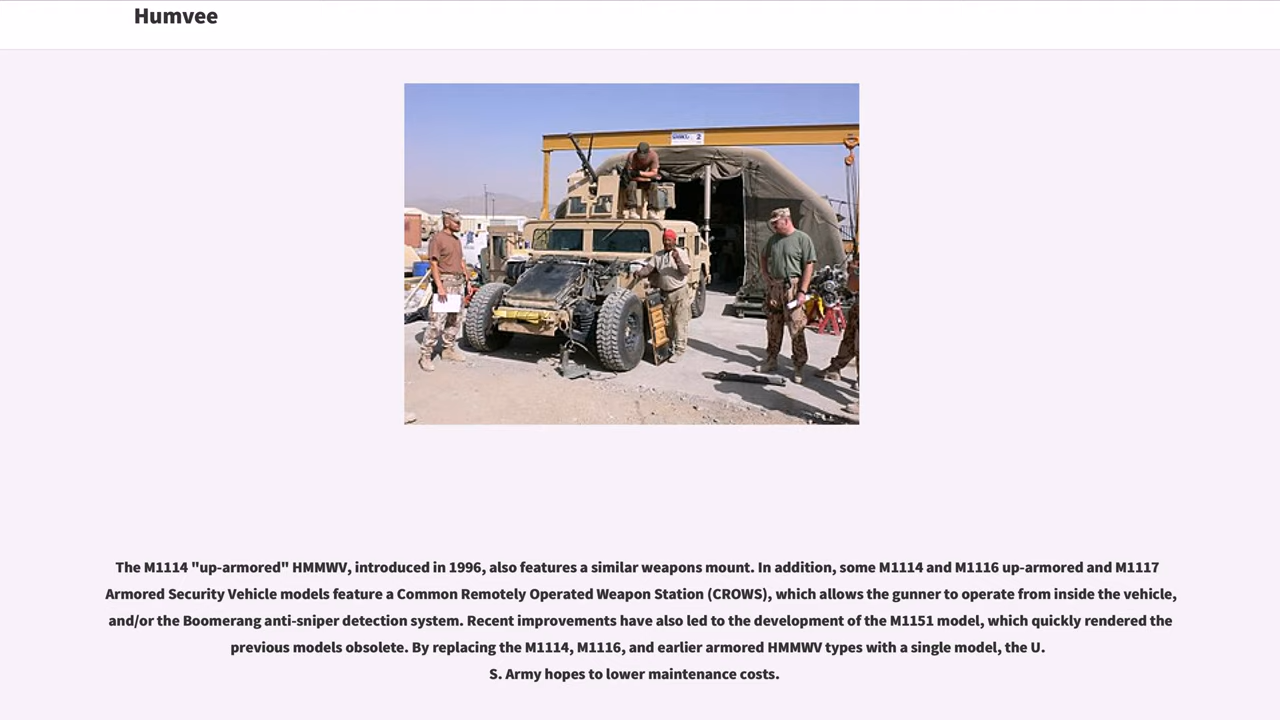 Humvee
2
The M1114 "up-armored" HMMWV, introduced in 1996, also features a similar weapons mount. In addition, some M1114 and M1116 up-armored and M1117
Armored Security Vehicle models feature a Common Remotely Operated Weapon Station (CROWS), which allows the gunner to operate from inside the vehicle,
and/or the Boomerang anti-sniper detection system. Recent improvements have also led to the development of the M1151 model, which quickly rendered the
previous models obsolete. By replacing the M1114, M1116, and earlier armored HMMWV types with a single model, the U.
S. Army hopes to lower maintenance costs.